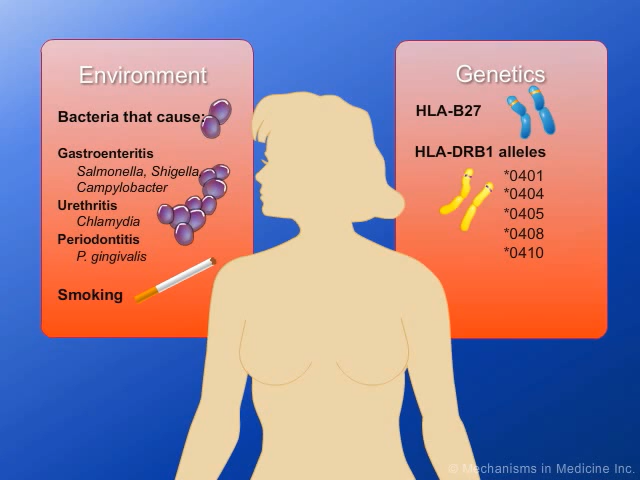 Environment
Bacteria that cause:
Gastroenteritis
Salmonella, Shigella,
Campylobacter
Urethritis
Chlamydia
Periodontitis
P. gingivalis
Smoking
Genetics
HLA-B27
HLA-DRB1 alleles
*0401
*0404
*0405
*0408
*0410
© Mechanisms in Medicine Inc.